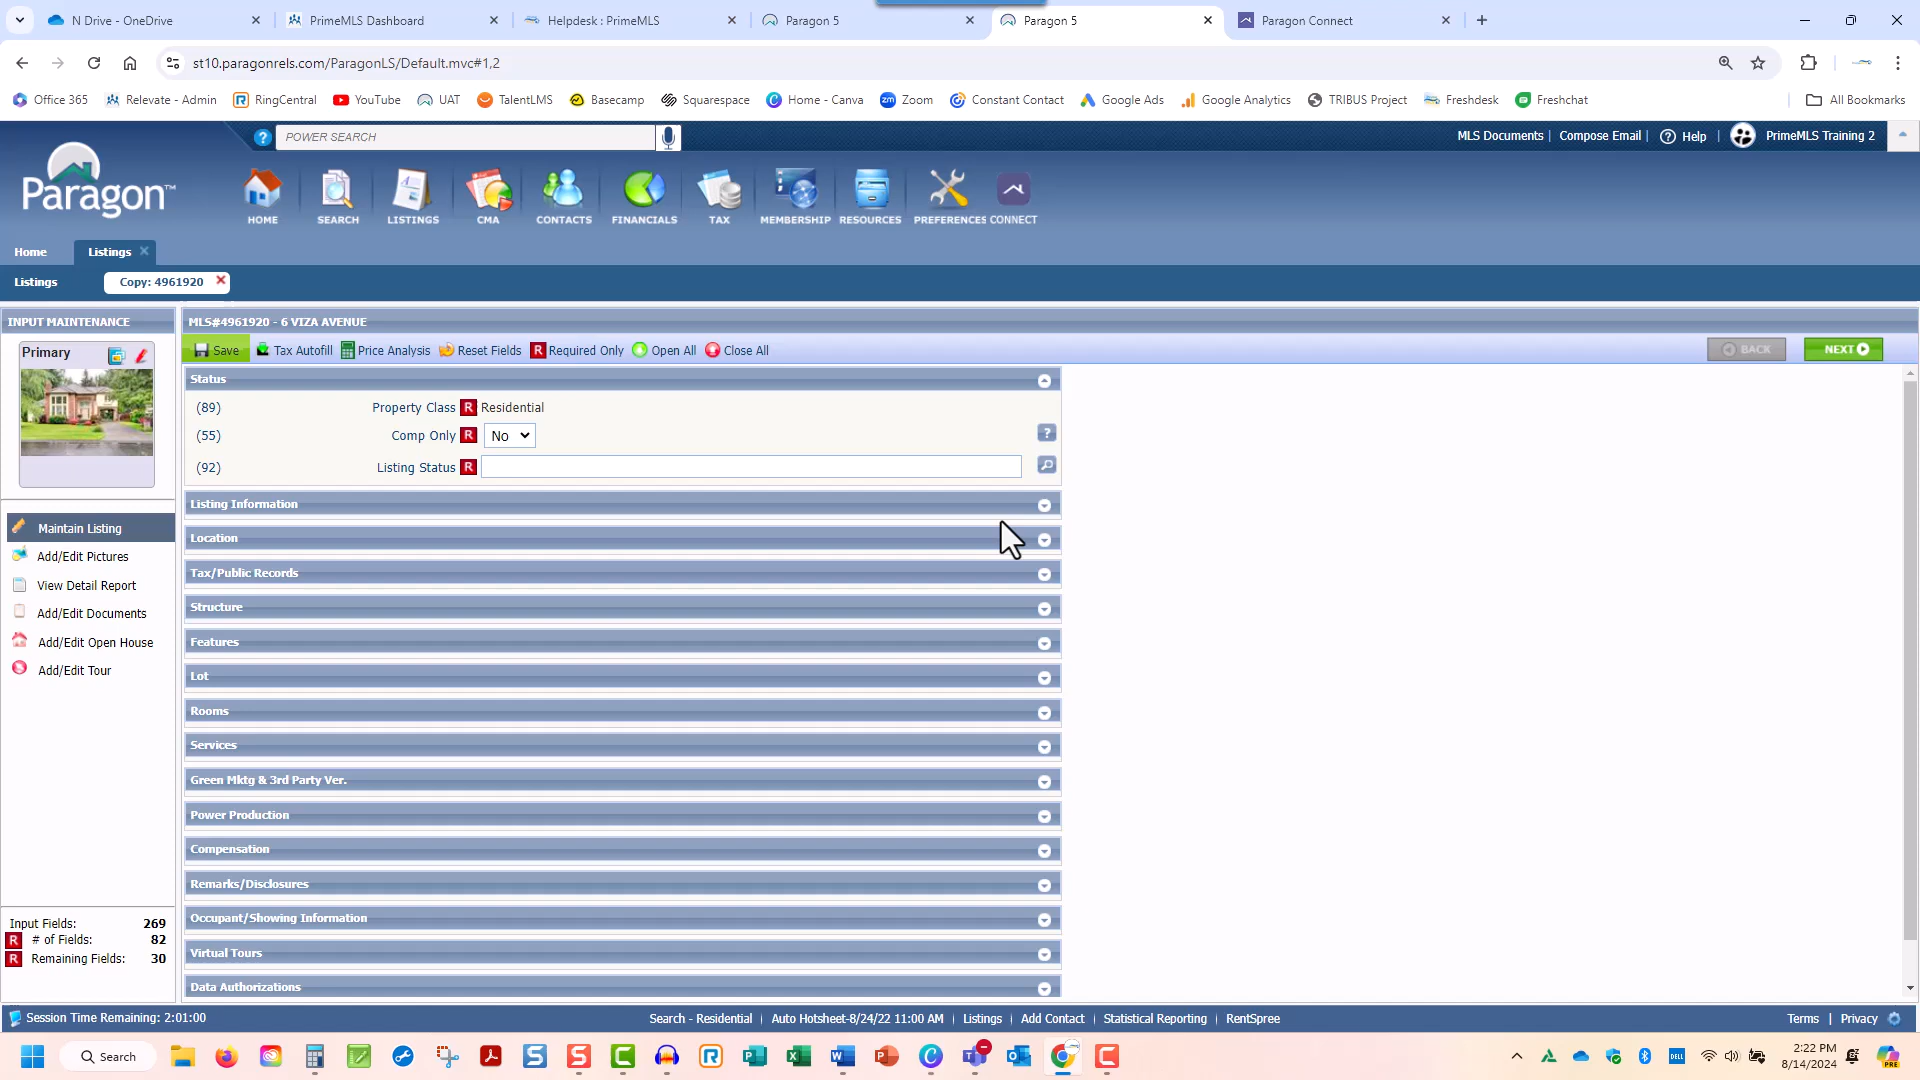 N Drive - OneDrive
PrimeMLS Dashboard
Helpdesk : PrimeMLS
Paragon 5
Paragon 5
Paragon Connect
st10.paragonrels.com/ParagonLS/Default.mvc#1,2
Office 365
Relevate - Admin
RingCentral
YouTube
UAT
TalentLMS
Basecamp
Squarespace
Home - Canva
Zoom
Constant Contact
Google Ads
Google Analytics
TRIBUS Project
Freshdesk
Freshchat
All Bookmarks
Paragon™
POWER SEARCH
MLS Documents | Compose Email | Help | PrimeMLS Training 2
HOME
SEARCH
LISTINGS
CMA
CONTACTS
FINANCIALS
TAX
MEMBERSHIP
RESOURCES
PREFERENCES
CONNECT
Home
Listings
Listings
Copy: 4961920
INPUT MAINTENANCE
MLS#4961920 - 6 VIZA AVENUE
Primary
Save
Tax Autofill
Price Analysis
Reset Fields
R Required Only
Open All
Close All
BACK
NEXT
Status
(89) Property Class R Residential
(55) Comp Only R No
(92) Listing Status R
Listing Information
Location
Tax/Public Records
Structure
Features
Lot
Rooms
Services
Green Mktg & 3rd Party Ver.
Power Production
Compensation
Remarks/Disclosures
Occupant/Showing Information
Virtual Tours
Data Authorizations
Maintain Listing
Add/Edit Pictures
View Detail Report
Add/Edit Documents
Add/Edit Open House
Add/Edit Tour
Input Fields: 269
R # of Fields: 82
R Remaining Fields: 30
Session Time Remaining: 2:01:00
Search - Residential | Auto Hotsheet-8/24/22 11:00 AM | Listings | Add Contact | Statistical Reporting | RentSpree
Terms | Privacy
Search
2:22 PM
8/14/2024